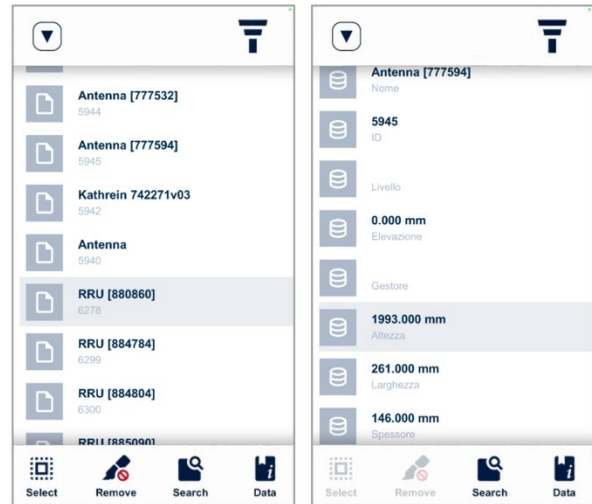 Antenna [777532]
5944
Antenna [777594]
5945
Kathrein 742271v03
5942
Antenna
5940
RRU [880860]
6278
RRU [884784]
6299
RRU [884804]
6300
RRU [885090]
Select
Remove
Search
Data
Antenna [777594]
Nome
5945
ID
Livello
0.000 mm
Elevazione
Gestore
1993.000 mm
Altezza
261.000 mm
Larghezza
146.000 mm
Spessore
Select
Remove
Search
Data